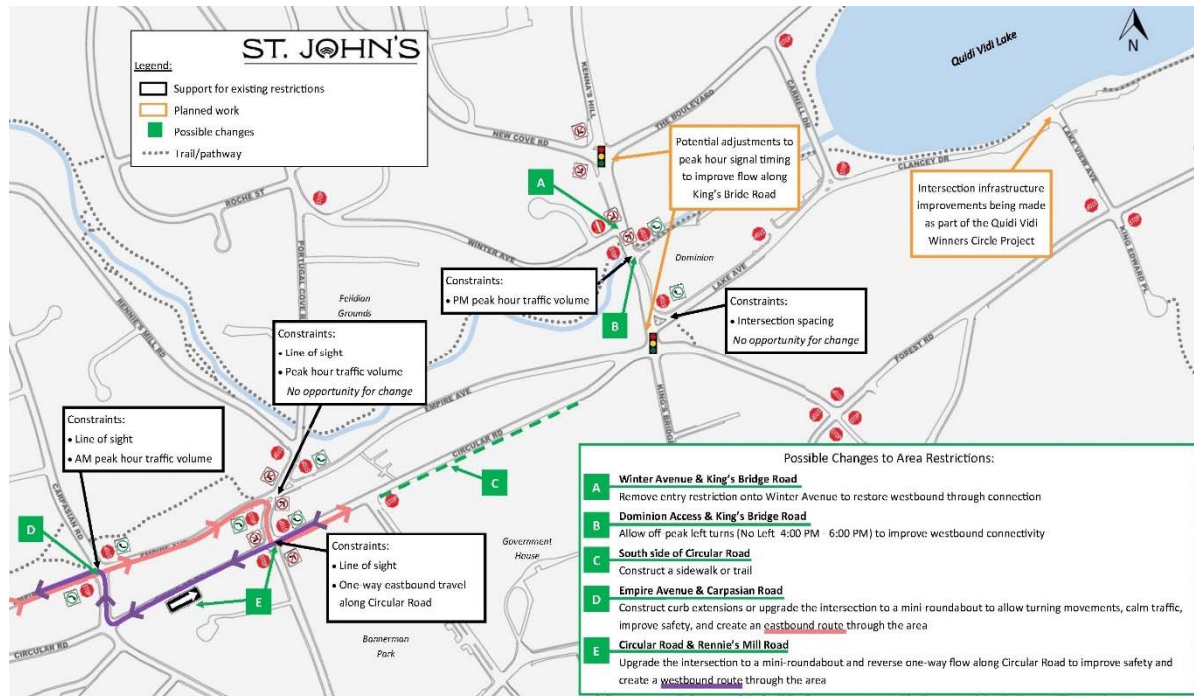 ST. JOHN'S
Legend:
Support for existing restrictions
Planned work
Possible changes
Trail/pathway
Quidi Vidi Lake
N
KENNA'S HILL
THE BOULEVARD
NEW COVE RD
CARNELL DR
CLANCEY DR
LAKE VIEW AVE
KING EDWARD PL
ROCHE ST
PORTUGAL COVE R
WINTER AVE
LAKE AVE
FOREST RD
RENNIE'S MILL RD
EMPIRE AVE
CIRCULAR RD
KING'S BRIDGE
CARPASIAN RD
CIRCULAR RD
Dominion
Feildian
Grounds
Government
House
Bannerman
Park
Potential adjustments to
peak hour signal timing
to improve flow along
King's Bride Road
Intersection infrastructure
improvements being made
as part of the Quidi Vidi
Winners Circle Project
Constraints:
• PM peak hour traffic volume
Constraints:
• Intersection spacing
No opportunity for change
Constraints:
• Line of sight
• Peak hour traffic volume
No opportunity for change
Constraints:
• Line of sight
• AM peak hour traffic volume
Constraints:
• Line of sight
• One-way eastbound travel
along Circular Road
A
B
C
D
E
Possible Changes to Area Restrictions:
A
Winter Avenue & King's Bridge Road
Remove entry restriction onto Winter Avenue to restore westbound through connection
B
Dominion Access & King's Bridge Road
Allow off peak left turns (No Left 4:00 PM - 6:00 PM) to improve westbound connectivity
C
South side of Circular Road
Construct a sidewalk or trail
D
Empire Avenue & Carpasian Road
Construct curb extensions or upgrade the intersection to a mini-roundabout to allow turning movements, calm traffic,
improve safety, and create an eastbound route through the area
E
Circular Road & Rennie's Mill Road
Upgrade the intersection to a mini-roundabout and reverse one-way flow along Circular Road to improve safety and
create a westbound route through the area